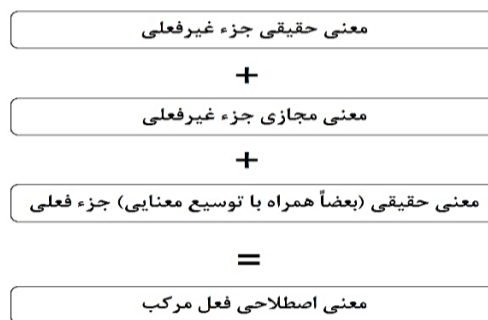 معنی حقیقی جزء غیرفعلی
+
معنی مجازی جزء غیرفعلی
+
معنی حقیقی (بعضاً همراه با توسیع معنایی) جزء فعلی
=
معنی اصطلاحی فعل مرکب